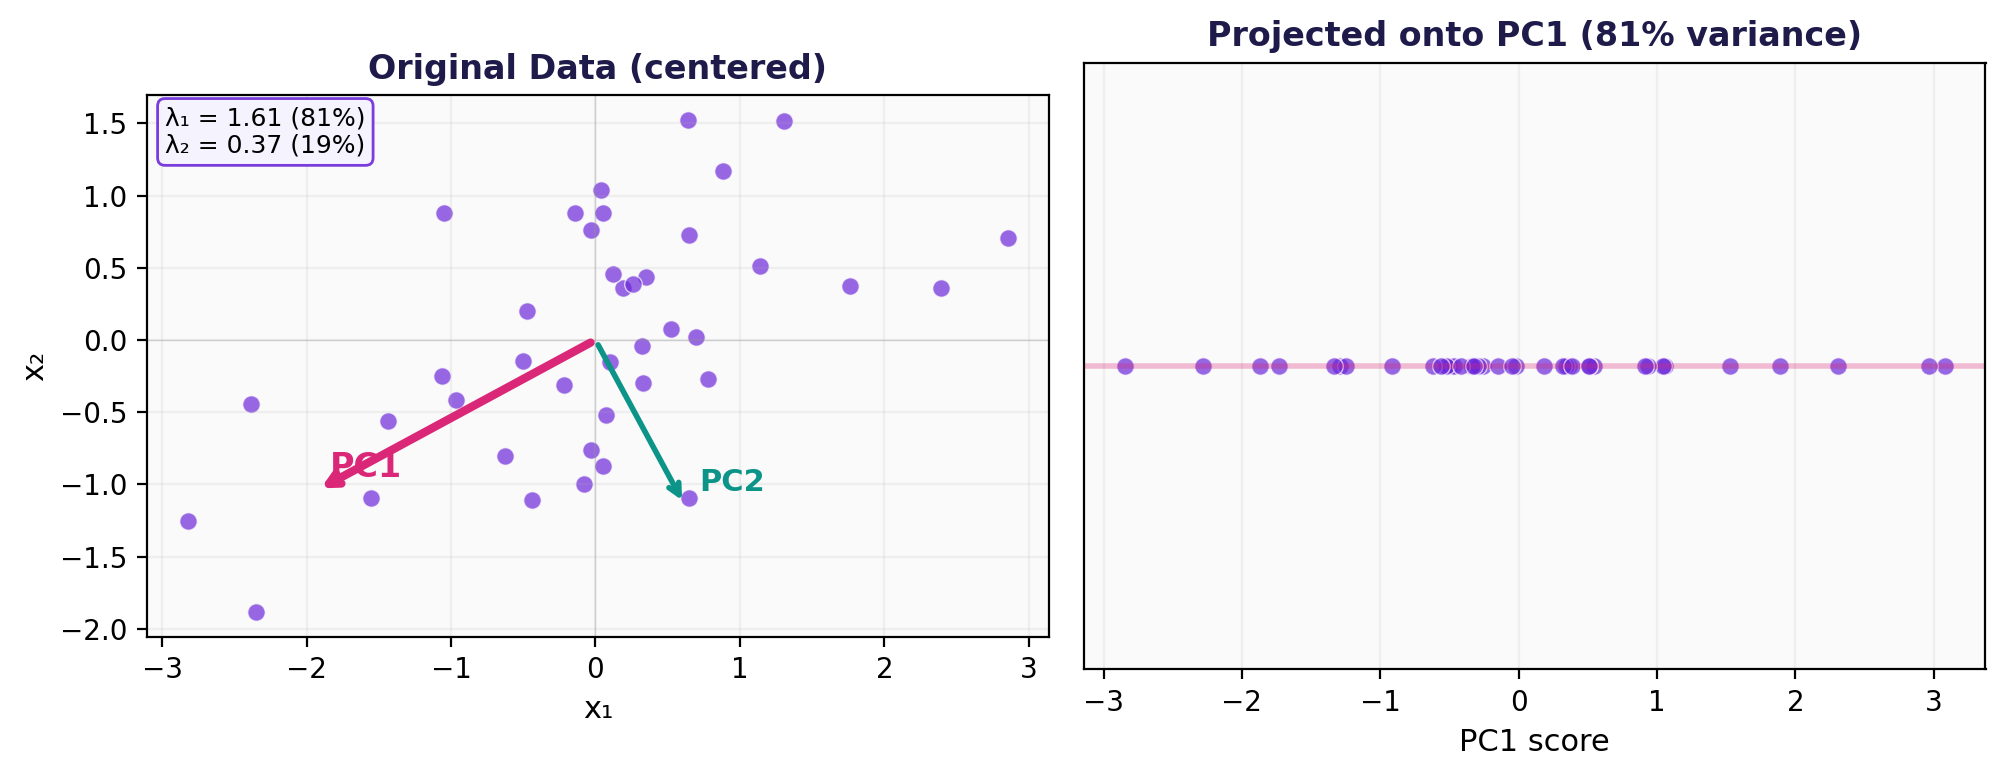 Original Data (centered)
λ₁ = 1.61 (81%)
λ₂ = 0.37 (19%)
1.5
1.0
0.5
0.0
−0.5
−1.0
−1.5
−2.0
x₂
PC1
PC2
−3 −2 −1 0 1 2 3
x₁
Projected onto PC1 (81% variance)
−3 −2 −1 0 1 2 3
PC1 score